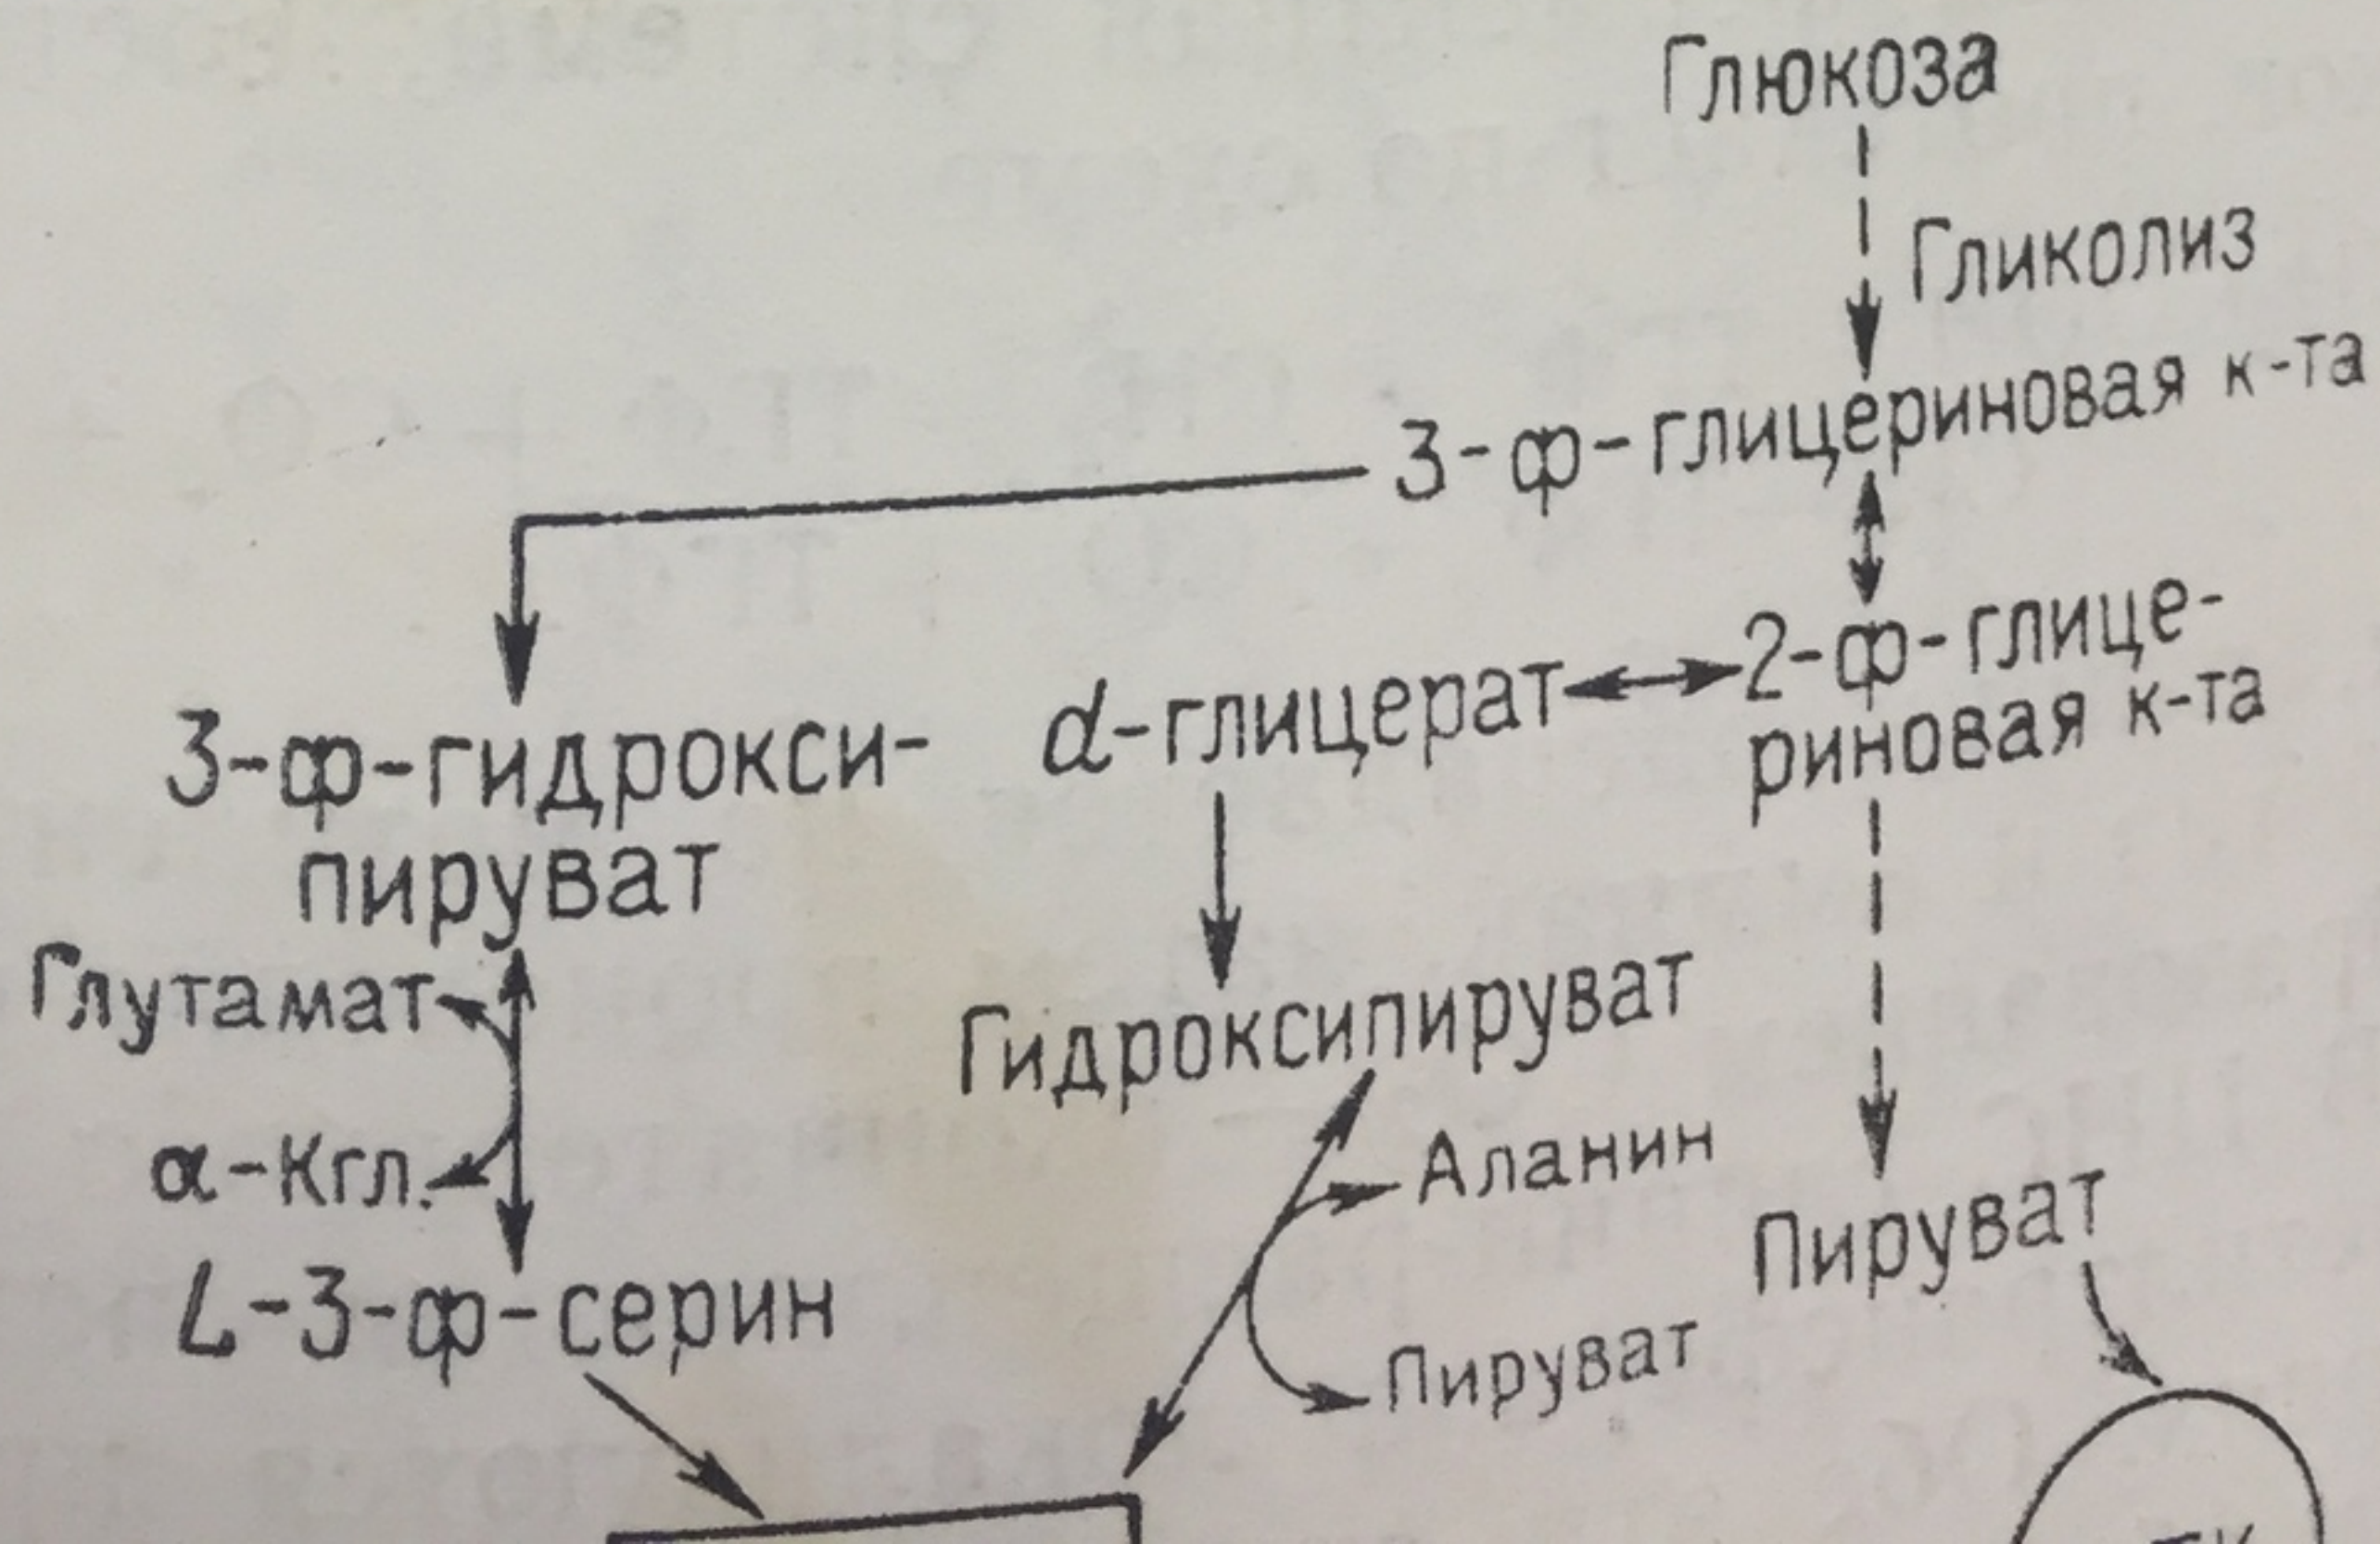 Глюкоза
Гликолиз
3-ф-глицериновая к-та
2-ф-глице-
риновая к-та
d-глицерат
3-ф-гидрокси-
пируват
Глутамат
α-Кгл.
L-3-ф-серин
Гидроксипируват
Аланин
Пируват
Пируват